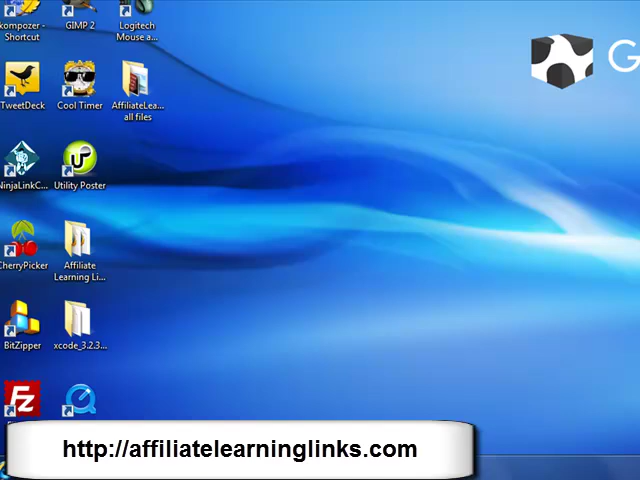 kompozer -
Shortcut
GIMP 2
Logitech
Mouse a...
TweetDeck
Cool Timer
AffiliateLea...
all files
NinjaLinkC...
Utility Poster
CherryPicker
Affiliate
Learning Li...
BitZipper
xcode_3.2.3...
Fz
G
http://affiliatelearninglinks.com